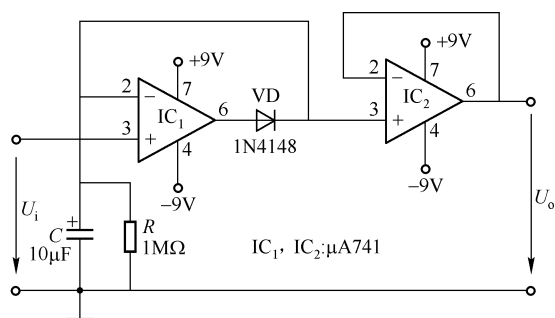 +9V
+9V
2
−
7
VD
2
−
7
6
IC₁
6
IC₂
3
+
4
1N4148
3
+
4
−9V
−9V
Uᵢ
+
C
10μF
R
1MΩ
IC₁，IC₂:μA741
Uₒ